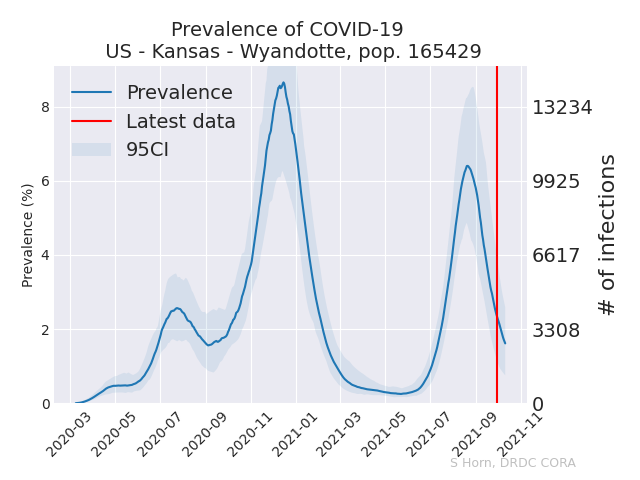 Prevalence of COVID-19
US - Kansas - Wyandotte, pop. 165429
Prevalence
Latest data
95CI
Prevalence (%)
8
6
4
2
0
13234
9925
6617
3308
0
# of infections
2020-03
2020-05
2020-07
2020-09
2020-11
2021-01
2021-03
2021-05
2021-07
2021-09
2021-11
S Horn, DRDC CORA